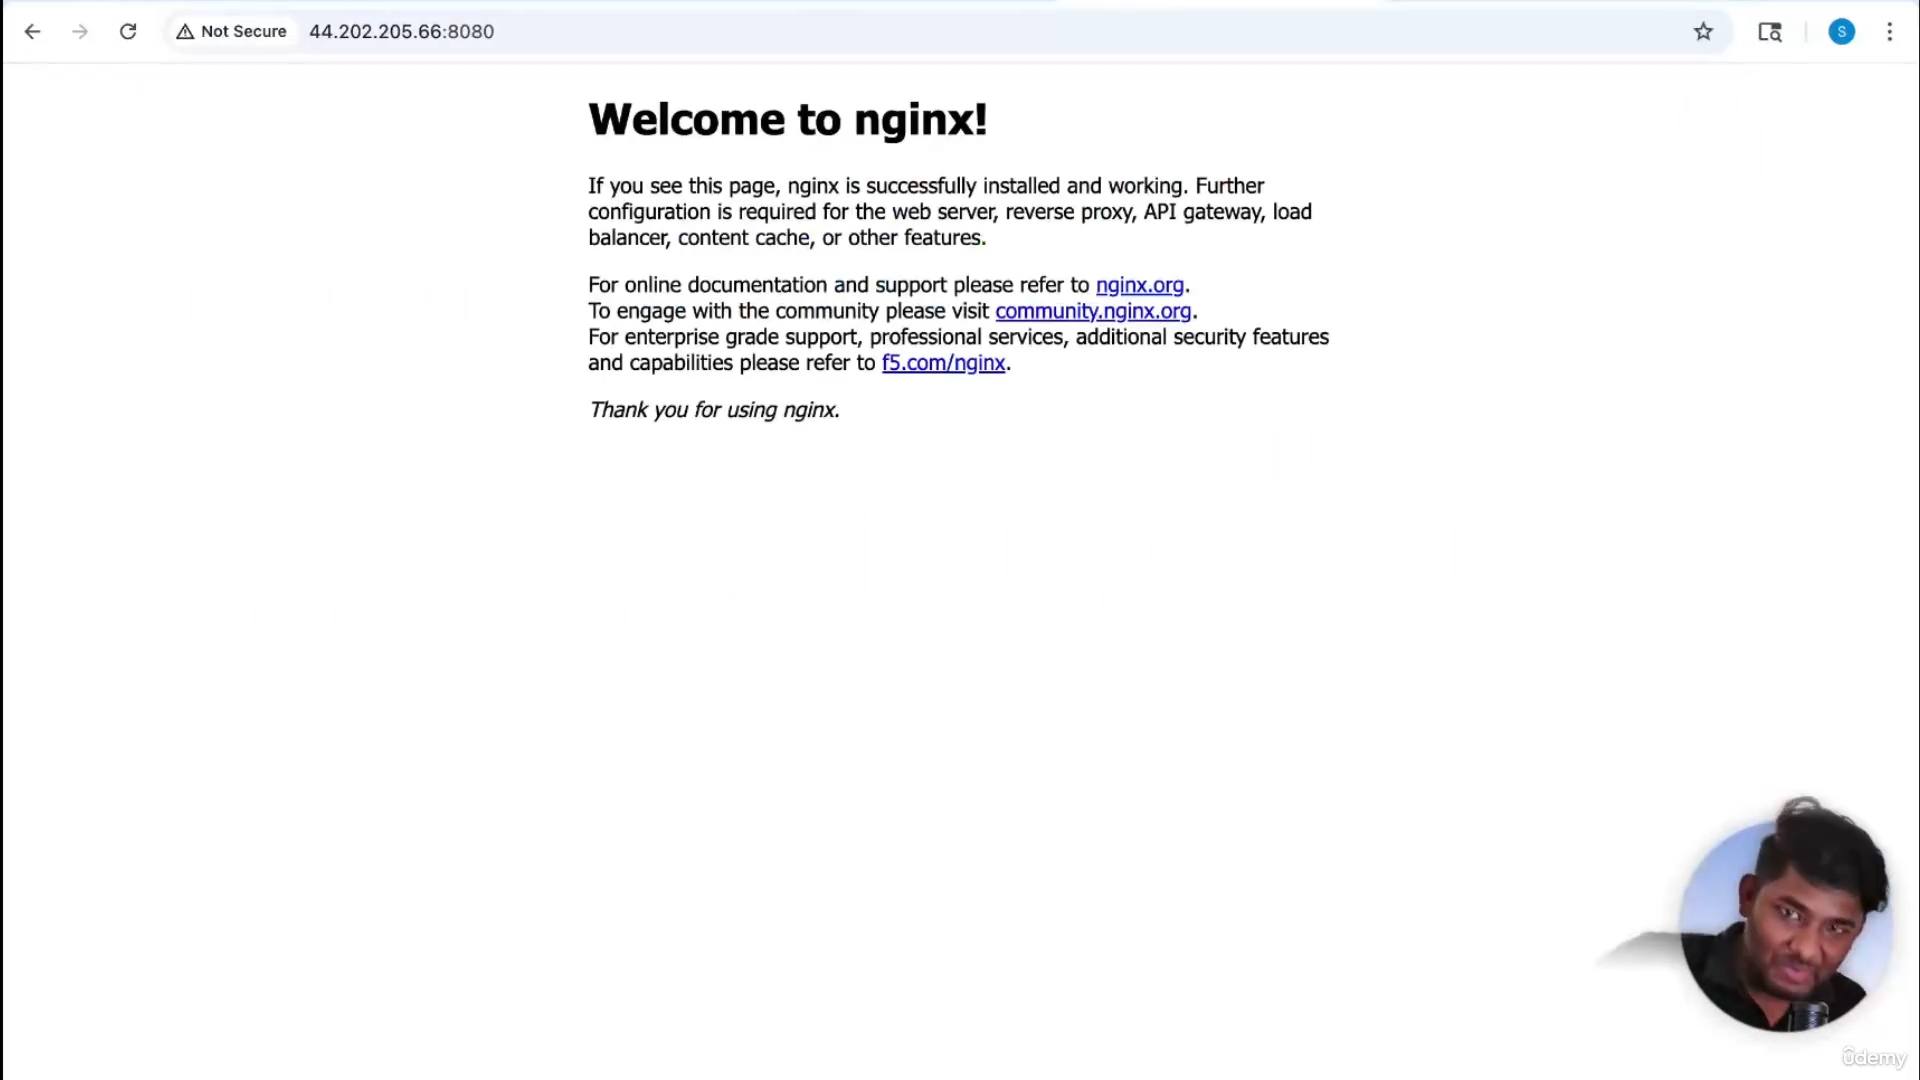 Not Secure
44.202.205.66:8080
S
Welcome to nginx!
If you see this page, nginx is successfully installed and working. Further
configuration is required for the web server, reverse proxy, API gateway, load
balancer, content cache, or other features.
For online documentation and support please refer to nginx.org.
To engage with the community please visit community.nginx.org.
For enterprise grade support, professional services, additional security features
and capabilities please refer to f5.com/nginx.
Thank you for using nginx.
ûdemy